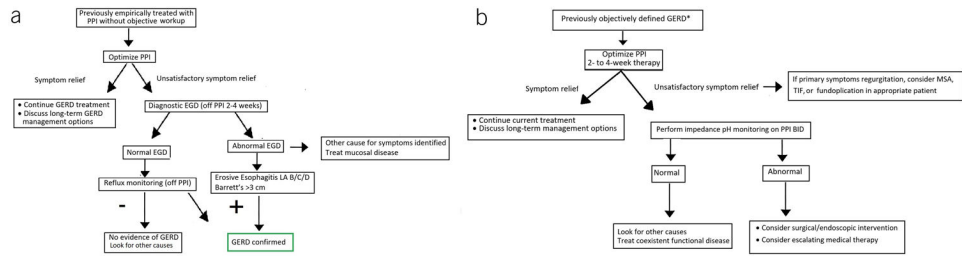 a
Previously empirically treated with
PPI without objective workup
Optimize PPI
Symptom relief
Unsatisfactory symptom relief
• Continue GERD treatment
• Discuss long-term GERD
management options
Diagnostic EGD (off PPI 2-4 weeks)
Normal EGD
Abnormal EGD
Other cause for symptoms identified
Treat mucosal disease
Reflux monitoring (off PPI)
Erosive Esophagitis LA B/C/D
Barrett's >3 cm
-
+
No evidence of GERD
Look for other causes
GERD confirmed
b
Previously objectively defined GERD*
Optimize PPI
2- to 4-week therapy
Symptom relief
Unsatisfactory symptom relief
If primary symptoms regurgitation, consider MSA,
TIF, or fundoplication in appropriate patient
• Continue current treatment
• Discuss long-term management options
Perform impedance pH monitoring on PPI BID
Normal
Abnormal
Look for other causes
Treat coexistent functional disease
• Consider surgical/endoscopic intervention
• Consider escalating medical therapy